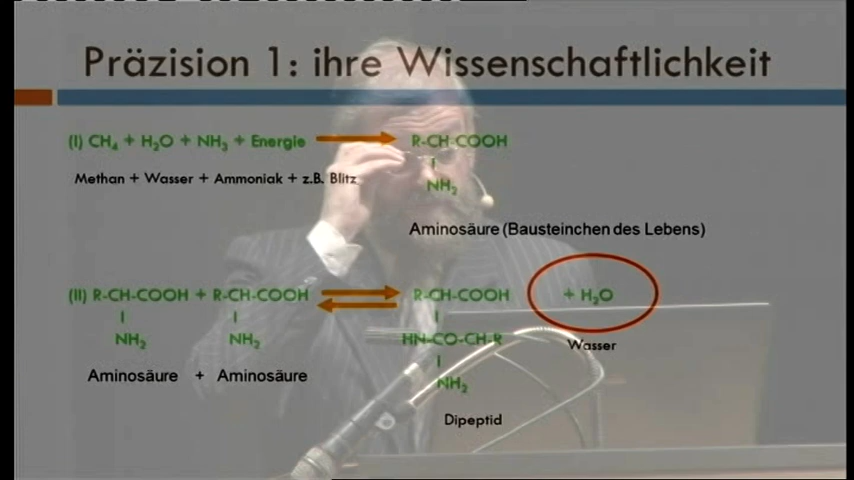 Präzision 1: ihre Wissenschaftlichkeit
(I) CH₄ + H₂O + NH₃ + Energie R-CH-COOH
NH₂
Methan + Wasser + Ammoniak + z.B. Blitz
Aminosäure (Bausteinchen des Lebens)
(II) R-CH-COOH + R-CH-COOH R-CH-COOH + H₂O
NH₂ NH₂ HN-CO-CH-R Wasser
NH₂
Aminosäure + Aminosäure
Dipeptid